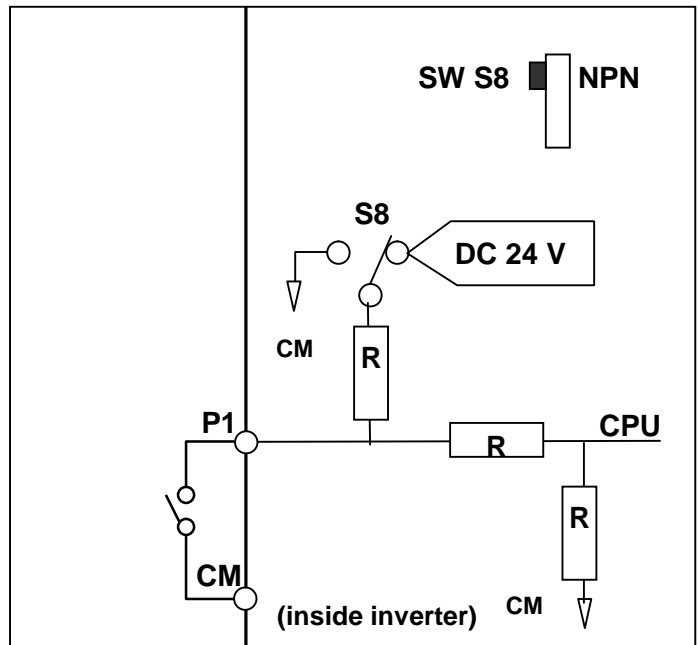 SW S8 NPN
S8
DC 24 V
CM
R
P1
R
CPU
R
CM
(inside inverter)
CM